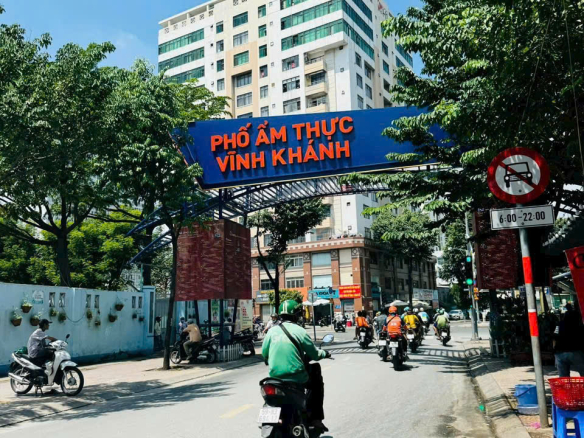 PHỐ ẨM THỰC
VĨNH KHÁNH
6:00-22:00